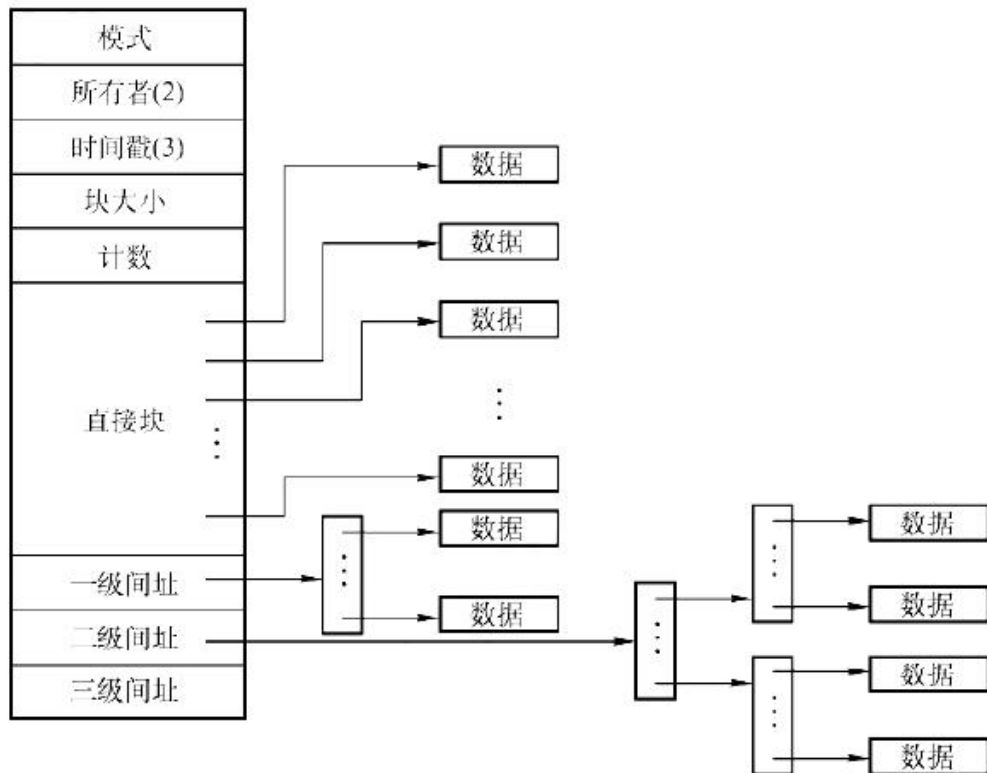 模式
所有者(2)
时间戳(3)
块大小
计数
直接块
一级间址
二级间址
三级间址
数据
数据
数据
数据
数据
数据
数据
数据
数据
数据